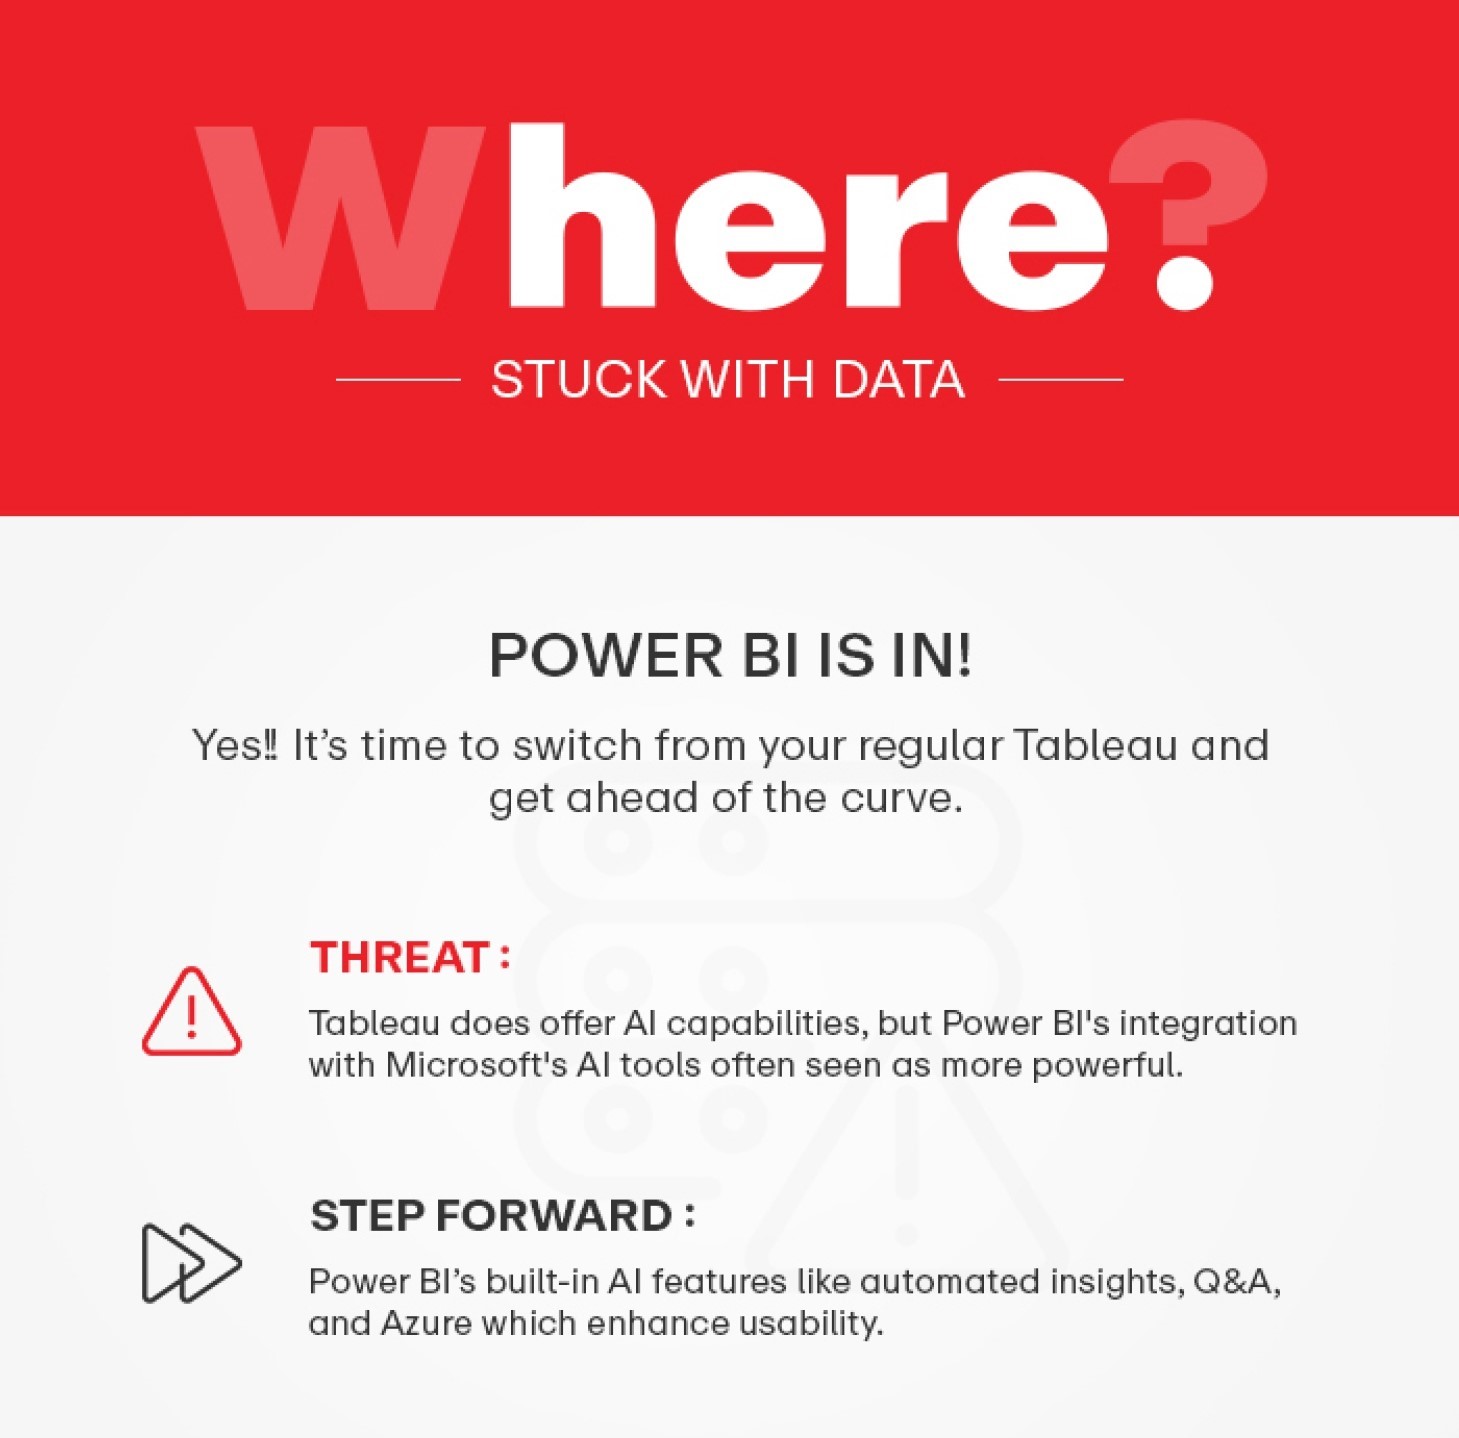 Where?
STUCK WITH DATA
POWER BI IS IN!
Yes!! It's time to switch from your regular Tableau and
get ahead of the curve.
THREAT :
Tableau does offer AI capabilities, but Power BI's integration
with Microsoft's AI tools often seen as more powerful.
STEP FORWARD :
Power BI's built-in AI features like automated insights, Q&A,
and Azure which enhance usability.